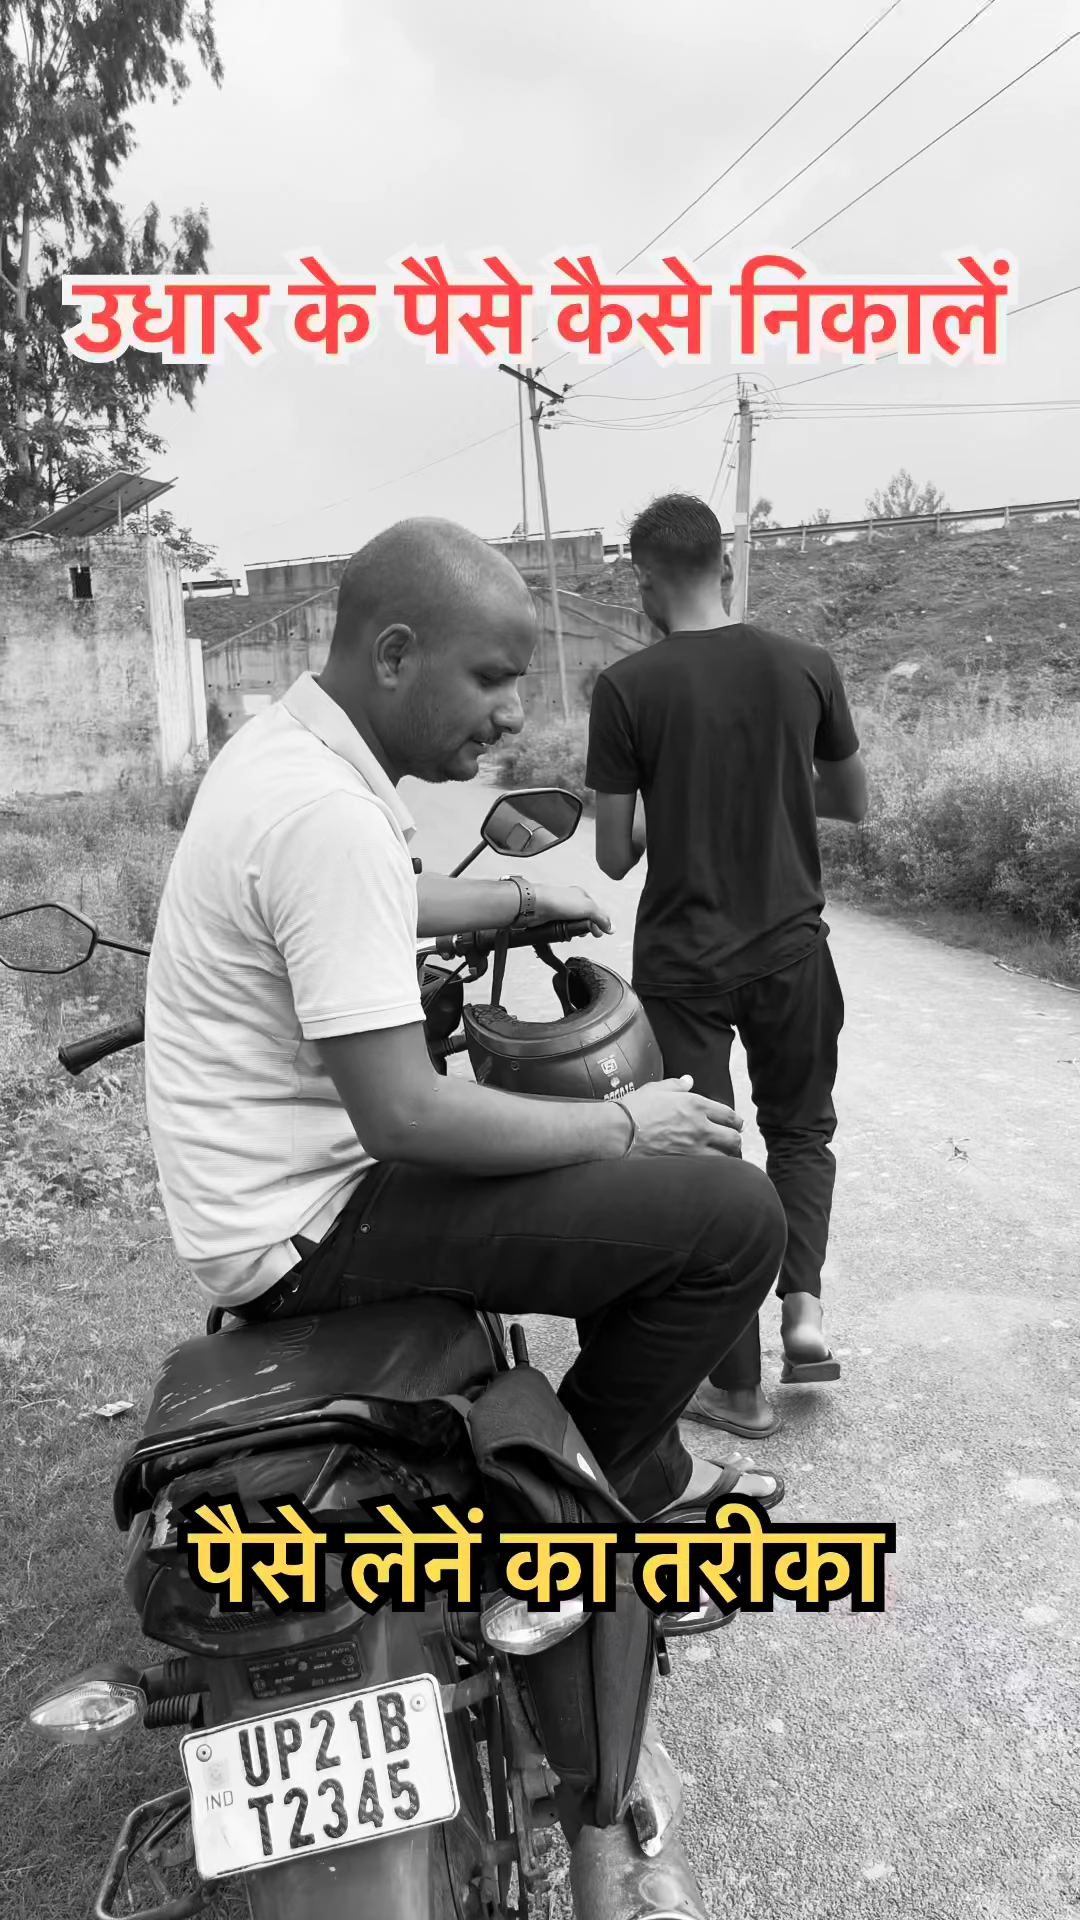 उधार के पैसे कैसे निकालें
पैसे लेनें का तरीका
IND
UP21B
T2345